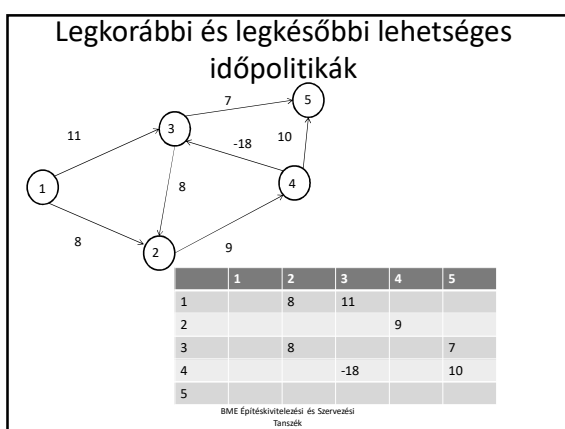 Legkorábbi és legkésőbbi lehetséges
időpolitikák
7
5
11
3
-18
10
1
8
4
8
2
9
1 2 3 4 5
1 8 11
2 9
3 8 7
4 -18 10
5
BME Építéskivitelezési és Szervezési
Tanszék